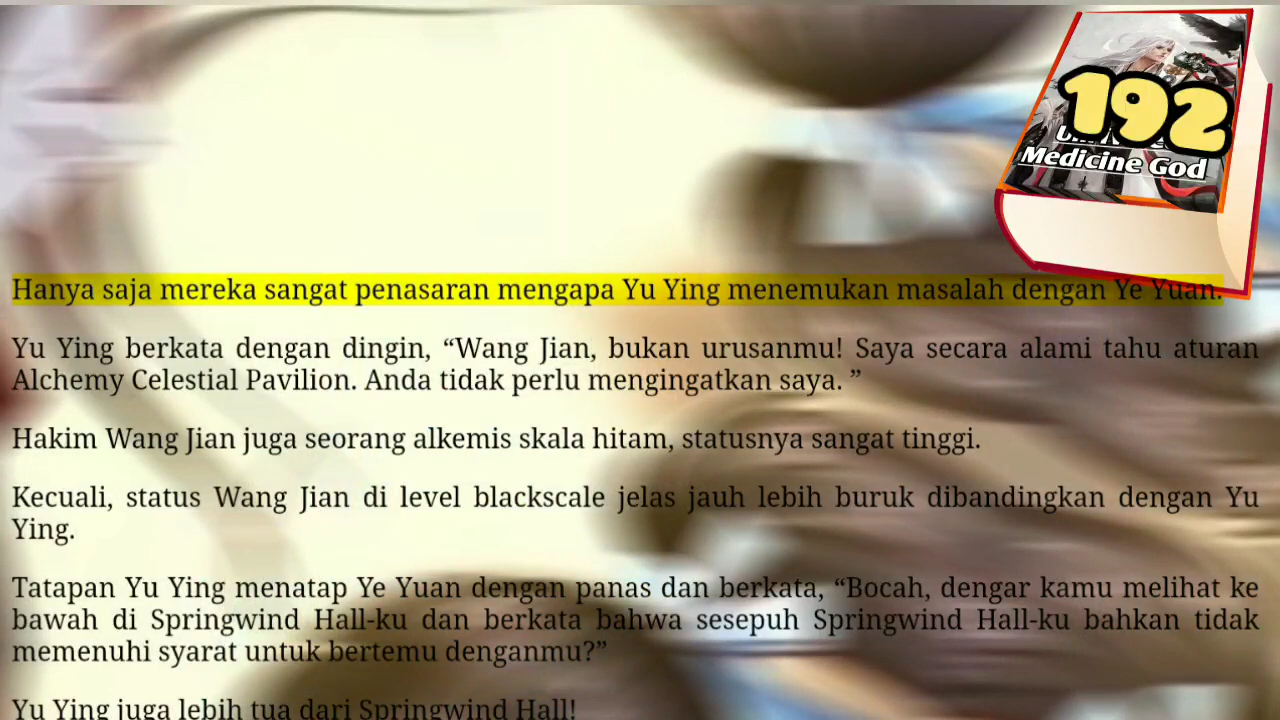 192
Medicine God
Hanya saja mereka sangat penasaran mengapa Yu Ying menemukan masalah dengan Ye Yuan.
Yu Ying berkata dengan dingin, “Wang Jian, bukan urusanmu! Saya secara alami tahu aturan
Alchemy Celestial Pavilion. Anda tidak perlu mengingatkan saya. ”
Hakim Wang Jian juga seorang alkemis skala hitam, statusnya sangat tinggi.
Kecuali, status Wang Jian di level blackscale jelas jauh lebih buruk dibandingkan dengan Yu
Ying.
Tatapan Yu Ying menatap Ye Yuan dengan panas dan berkata, “Bocah, dengar kamu melihat ke
bawah di Springwind Hall-ku dan berkata bahwa sesepuh Springwind Hall-ku bahkan tidak
memenuhi syarat untuk bertemu denganmu?”
Yu Ying juga lebih tua dari Springwind Hall!